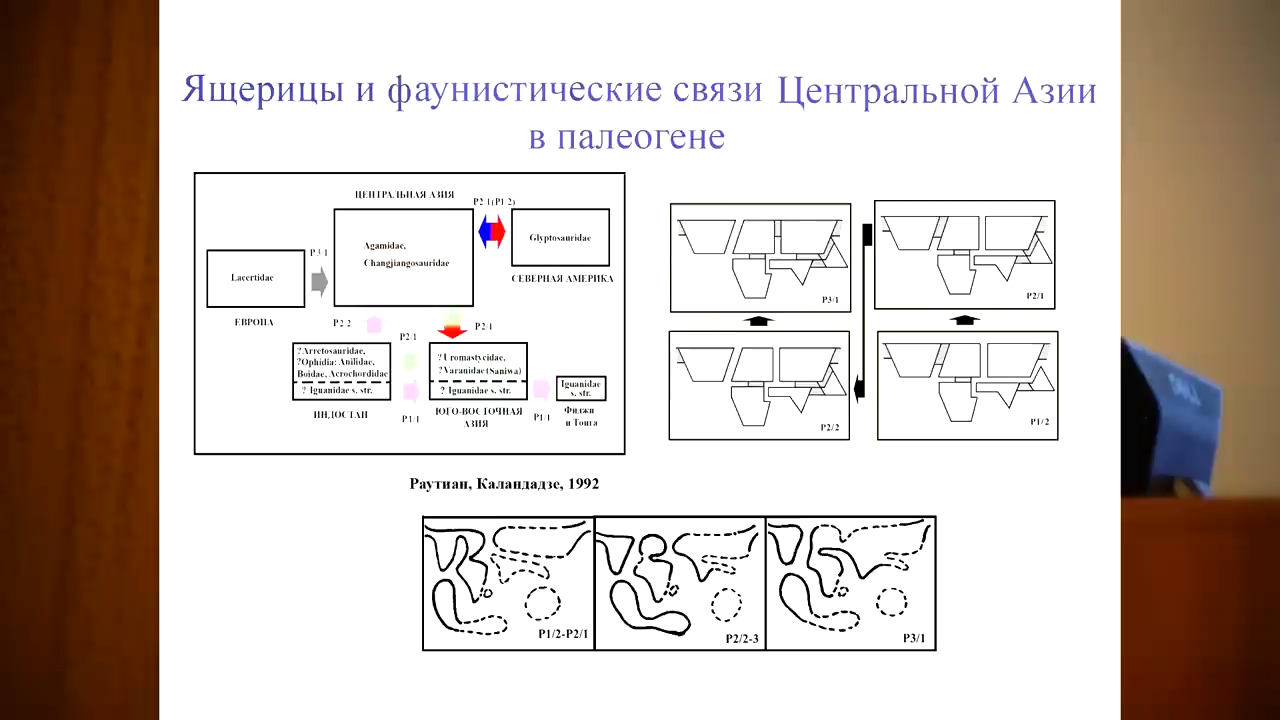 Ящерицы и фаунистические связи Центральной Азии
в палеогене
ЦЕНТРАЛЬНАЯ АЗИЯ
P2/1(P1/2)
Agamidae,
Changjiangosauridae
Glyptosauridae
СЕВЕРНАЯ АМЕРИКА
P3/1
Lacertidae
ЕВРОПА
P2/2
P2/1
P2/1
?Arretosauridae,
?Ophidia: Anilidae,
Boidae, Acrochordidae
? Iguanidae s. str.
ИНДОСТАН
P1/1
?Uromastycidae,
?Varanidae (Saniwa)
? Iguanidae s. str.
ЮГО-ВОСТОЧНАЯ
АЗИЯ
P1/1
Iguanidae
s. str.
Фиджи
и Тонга
P3/1
P2/1
P2/2
P1/2
Раутиан, Каландадзе, 1992
P1/2-P2/1
P2/2-3
P3/1
DELL